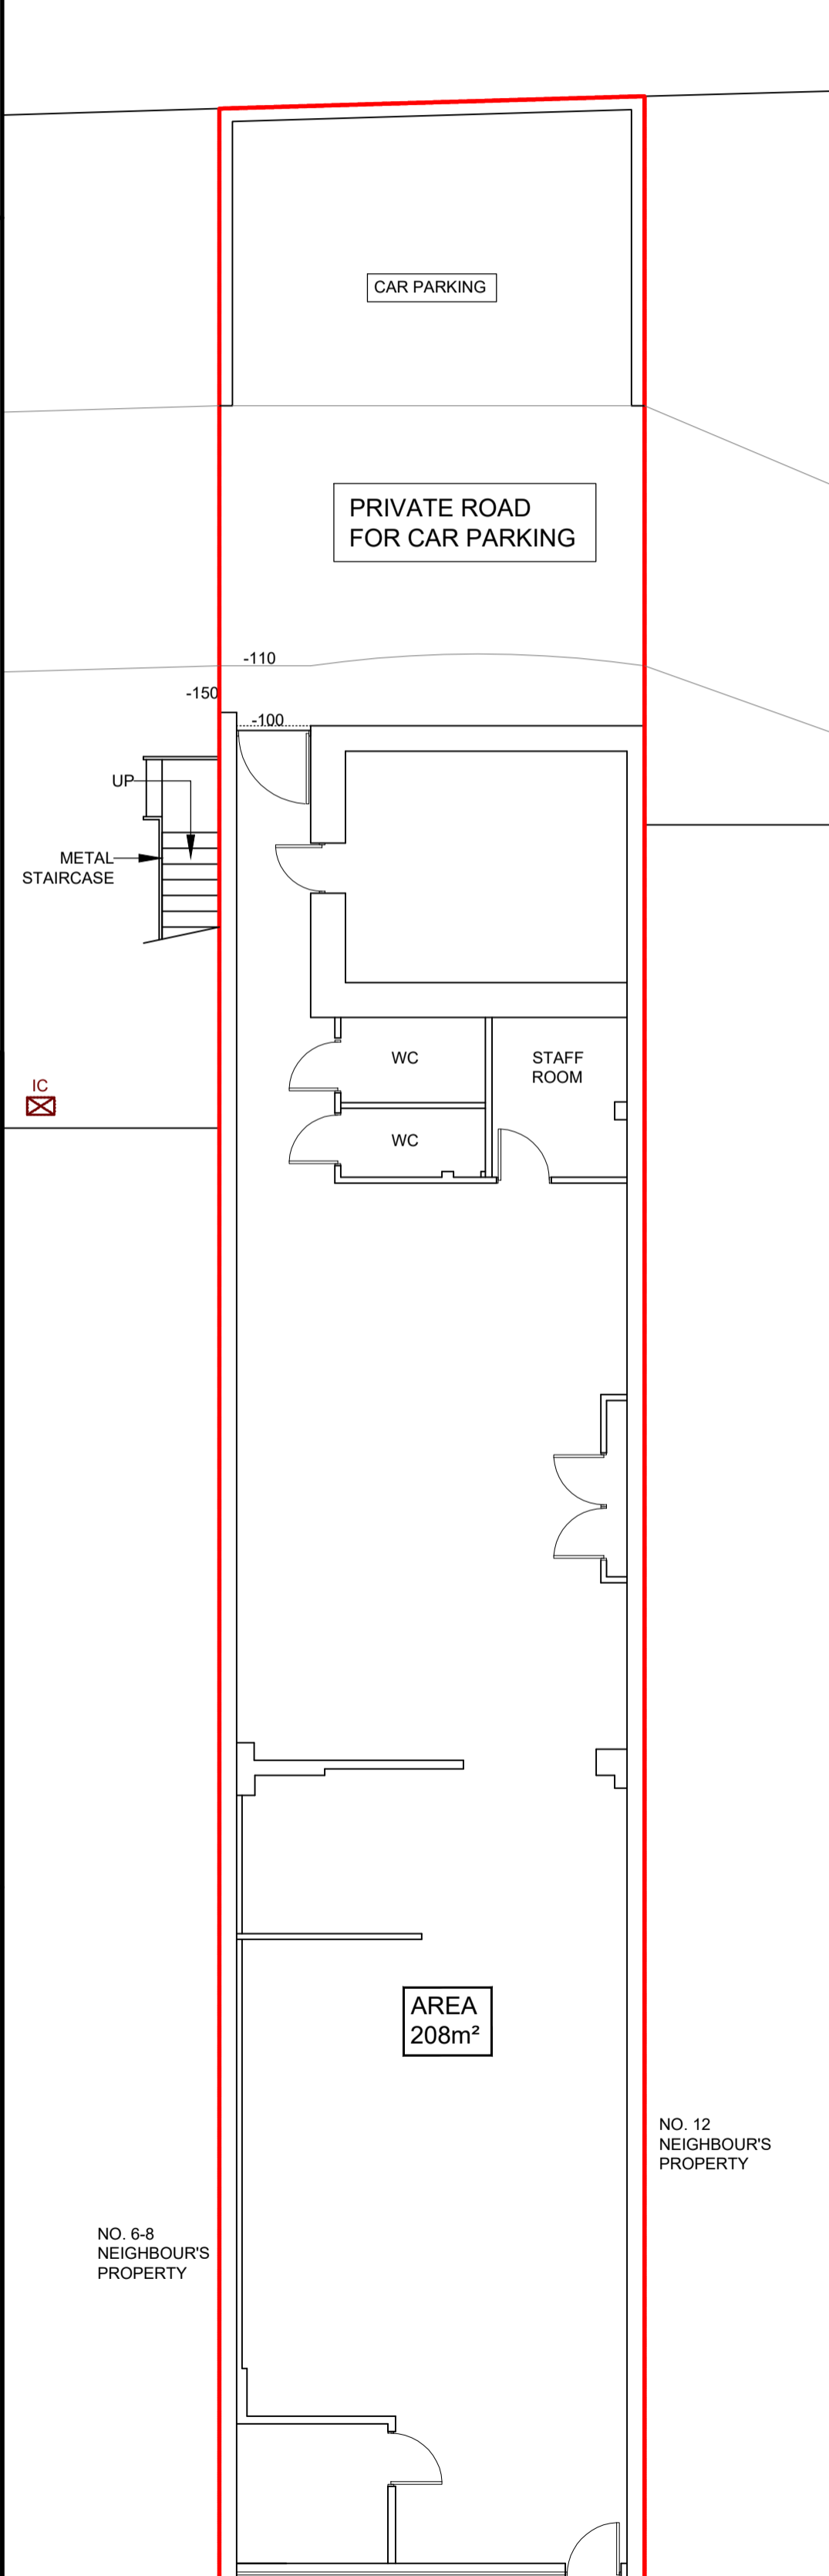 CAR PARKING
PRIVATE ROAD
FOR CAR PARKING
-110
-150
-100
UP
METAL
STAIRCASE
IC
WC
STAFF
ROOM
WC
AREA
208m²
NO. 12
NEIGHBOUR'S
PROPERTY
NO. 6-8
NEIGHBOUR'S
PROPERTY